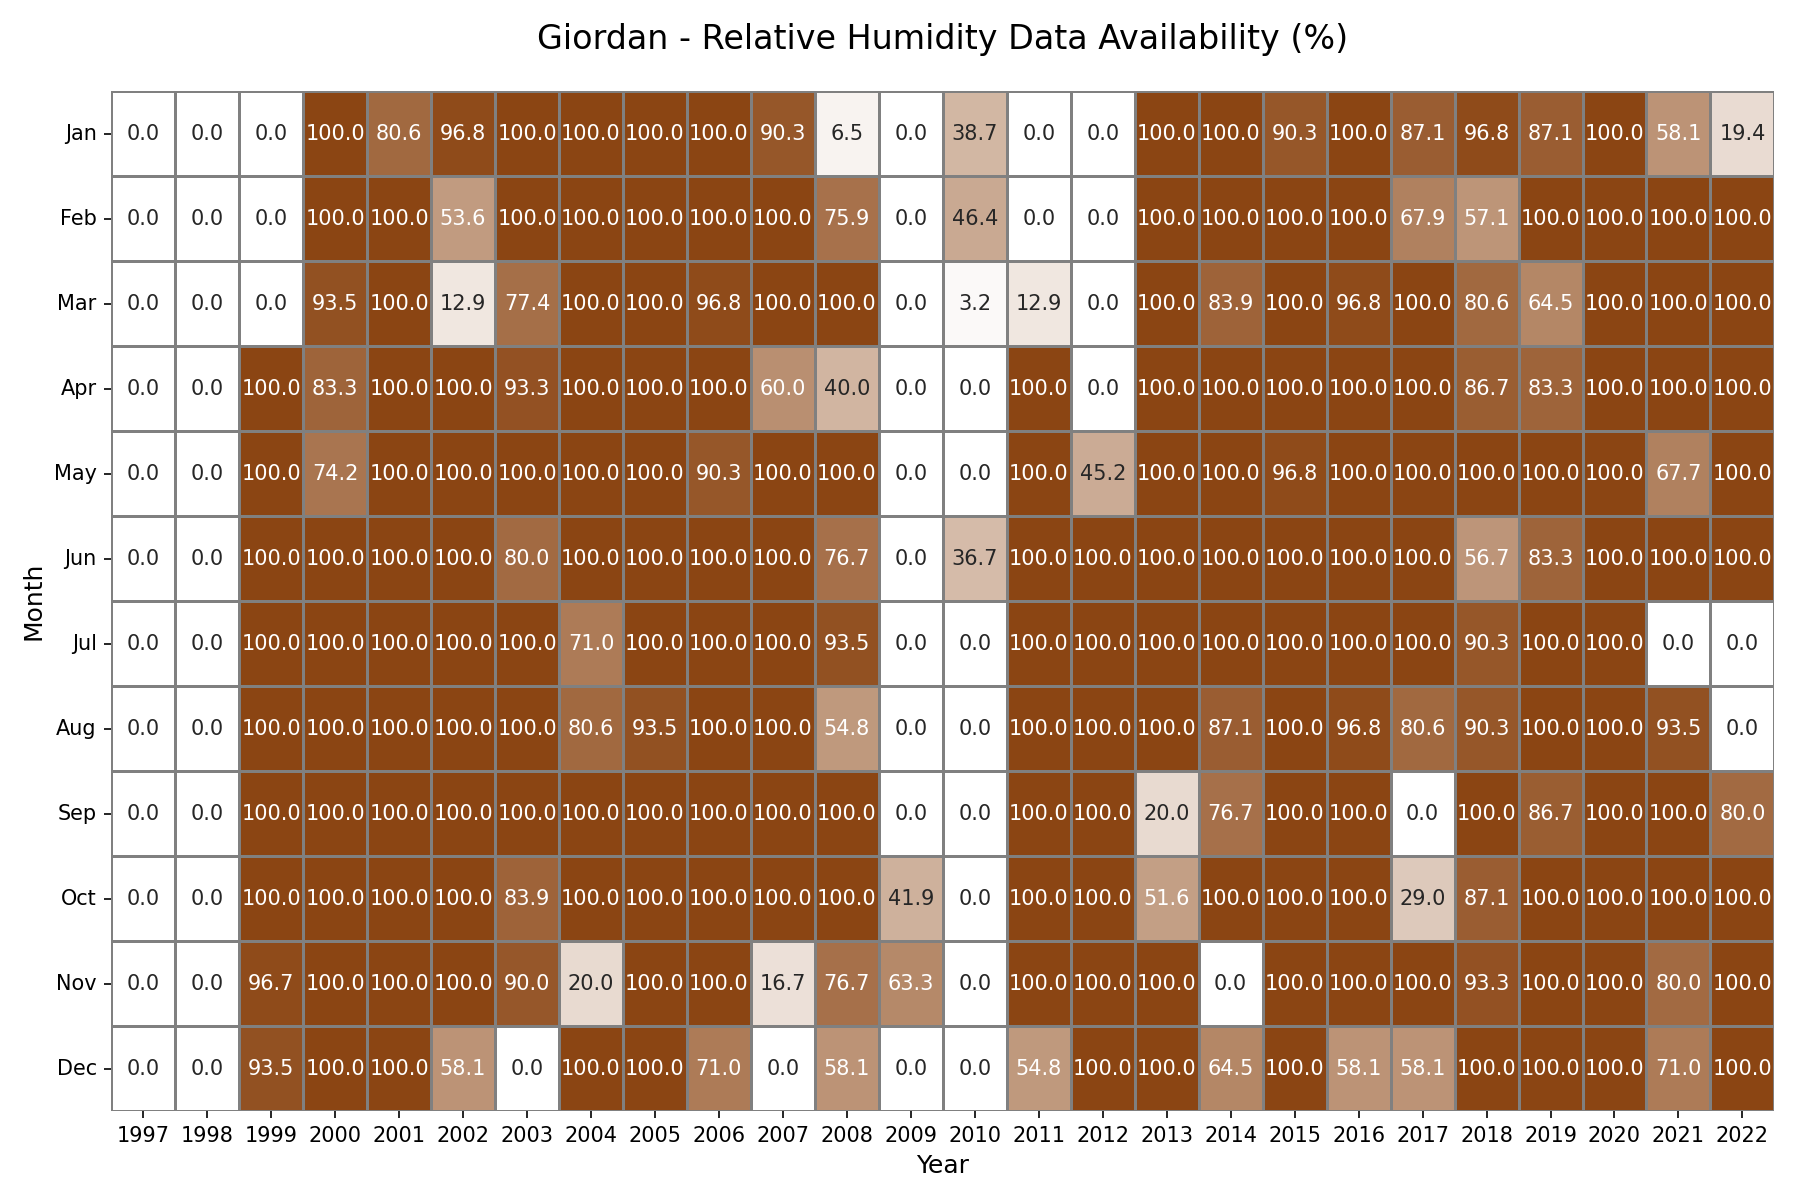 Giordan - Relative Humidity Data Availability (%)
Jan 0.0 0.0 0.0 100.0 80.6 96.8 100.0 100.0 100.0 100.0 90.3 6.5 0.0 38.7 0.0 0.0 100.0 100.0 90.3 100.0 87.1 96.8 87.1 100.0 58.1 19.4
Feb 0.0 0.0 0.0 100.0 100.0 53.6 100.0 100.0 100.0 100.0 100.0 75.9 0.0 46.4 0.0 0.0 100.0 100.0 100.0 100.0 67.9 57.1 100.0 100.0 100.0 100.0
Mar 0.0 0.0 0.0 93.5 100.0 12.9 77.4 100.0 100.0 96.8 100.0 100.0 0.0 3.2 12.9 0.0 100.0 83.9 100.0 96.8 100.0 80.6 64.5 100.0 100.0 100.0
Apr 0.0 0.0 100.0 83.3 100.0 100.0 93.3 100.0 100.0 100.0 60.0 40.0 0.0 0.0 100.0 0.0 100.0 100.0 100.0 100.0 100.0 86.7 83.3 100.0 100.0 100.0
May 0.0 0.0 100.0 74.2 100.0 100.0 100.0 100.0 100.0 90.3 100.0 100.0 0.0 0.0 100.0 45.2 100.0 100.0 96.8 100.0 100.0 100.0 100.0 100.0 67.7 100.0
Jun 0.0 0.0 100.0 100.0 100.0 100.0 80.0 100.0 100.0 100.0 100.0 76.7 0.0 36.7 100.0 100.0 100.0 100.0 100.0 100.0 100.0 56.7 83.3 100.0 100.0 100.0
Jul 0.0 0.0 100.0 100.0 100.0 100.0 100.0 71.0 100.0 100.0 100.0 93.5 0.0 0.0 100.0 100.0 100.0 100.0 100.0 100.0 100.0 90.3 100.0 100.0 0.0 0.0
Aug 0.0 0.0 100.0 100.0 100.0 100.0 100.0 80.6 93.5 100.0 100.0 54.8 0.0 0.0 100.0 100.0 100.0 87.1 100.0 96.8 80.6 90.3 100.0 100.0 93.5 0.0
Sep 0.0 0.0 100.0 100.0 100.0 100.0 100.0 100.0 100.0 100.0 100.0 100.0 0.0 0.0 100.0 100.0 20.0 76.7 100.0 100.0 0.0 100.0 86.7 100.0 100.0 80.0
Oct 0.0 0.0 100.0 100.0 100.0 100.0 83.9 100.0 100.0 100.0 100.0 100.0 41.9 0.0 100.0 100.0 51.6 100.0 100.0 100.0 29.0 87.1 100.0 100.0 100.0 100.0
Nov 0.0 0.0 96.7 100.0 100.0 100.0 90.0 20.0 100.0 100.0 16.7 76.7 63.3 0.0 100.0 100.0 100.0 0.0 100.0 100.0 100.0 93.3 100.0 100.0 80.0 100.0
Dec 0.0 0.0 93.5 100.0 100.0 58.1 0.0 100.0 100.0 71.0 0.0 58.1 0.0 0.0 54.8 100.0 100.0 64.5 100.0 58.1 58.1 100.0 100.0 100.0 71.0 100.0
1997 1998 1999 2000 2001 2002 2003 2004 2005 2006 2007 2008 2009 2010 2011 2012 2013 2014 2015 2016 2017 2018 2019 2020 2021 2022
Year
Month